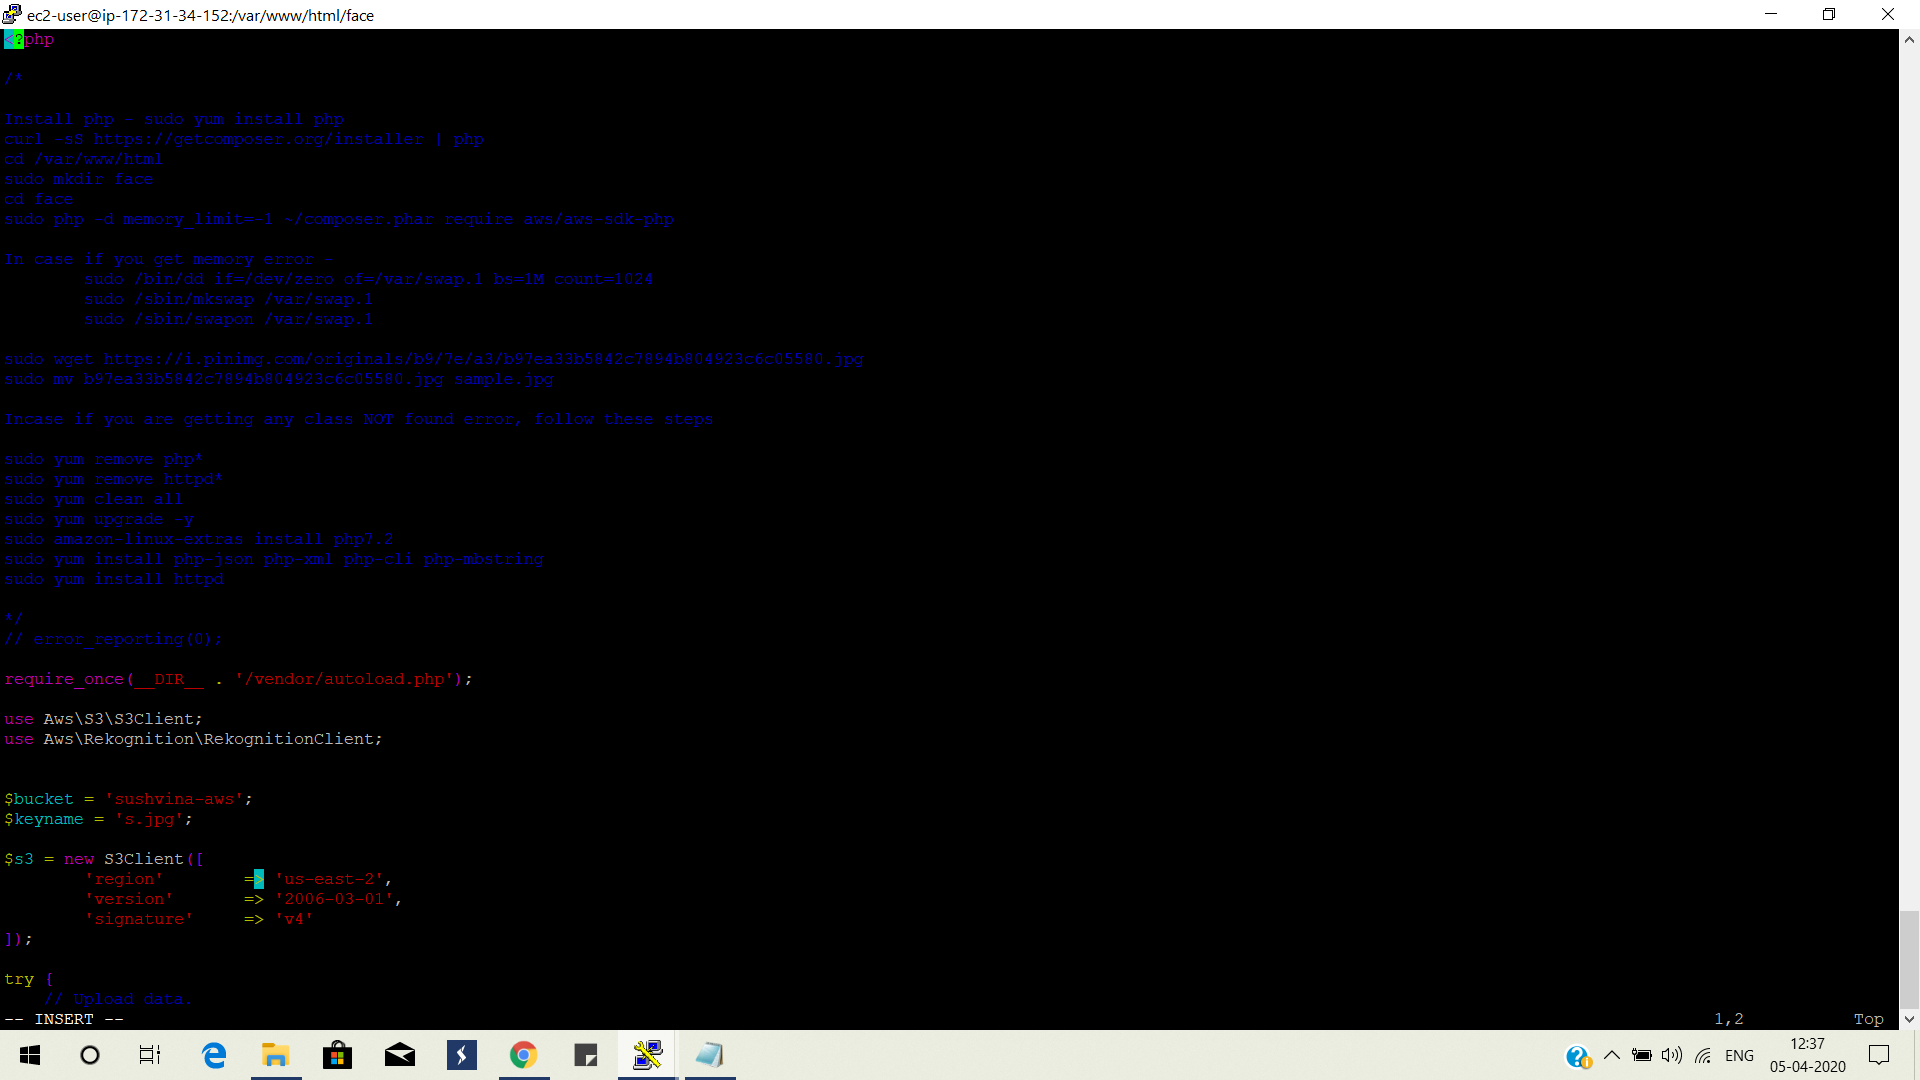 ec2-user@ip-172-31-34-152:/var/www/html/face
<?php
/*
Install php - sudo yum install php
curl -sS https://getcomposer.org/installer | php
cd /var/www/html
sudo mkdir face
cd face
sudo php -d memory_limit=-1 ~/composer.phar require aws/aws-sdk-php
In case if you get memory error -
        sudo /bin/dd if=/dev/zero of=/var/swap.1 bs=1M count=1024
        sudo /sbin/mkswap /var/swap.1
        sudo /sbin/swapon /var/swap.1
sudo wget https://i.pinimg.com/originals/b9/7e/a3/b97ea33b5842c7894b804923c6c05580.jpg
sudo mv b97ea33b5842c7894b804923c6c05580.jpg sample.jpg
Incase if you are getting any class NOT found error, follow these steps
sudo yum remove php*
sudo yum remove httpd*
sudo yum clean all
sudo yum upgrade -y
sudo amazon-linux-extras install php7.2
sudo yum install php-json php-xml php-cli php-mbstring
sudo yum install httpd
*/
// error_reporting(0);
require_once(__DIR__ . '/vendor/autoload.php');
use Aws\S3\S3Client;
use Aws\Rekognition\RekognitionClient;
$bucket = 'sushvina-aws';
$keyname = 's.jpg';
$s3 = new S3Client([
        'region'        => 'us-east-2',
        'version'       => '2006-03-01',
        'signature'     => 'v4'
]);
try {
    // Upload data.
-- INSERT --                    1,2           Top
ENG
12:37
05-04-2020